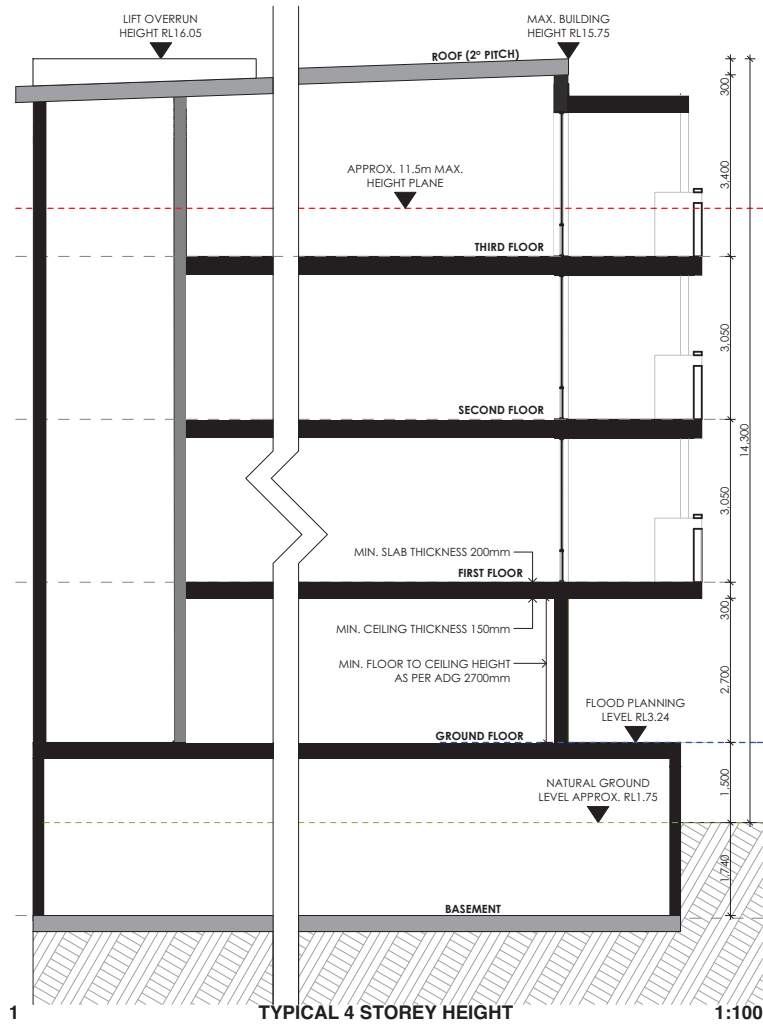 LIFT OVERRUN
HEIGHT RL16.05
MAX. BUILDING
HEIGHT RL15.75
ROOF (2° PITCH)
300
APPROX. 11.5m MAX.
HEIGHT PLANE
3,400
THIRD FLOOR
3,050
SECOND FLOOR
14,300
3,050
MIN. SLAB THICKNESS 200mm
FIRST FLOOR
300
MIN. CEILING THICKNESS 150mm
MIN. FLOOR TO CEILING HEIGHT
AS PER ADG 2700mm
2,700
FLOOD PLANNING
LEVEL RL3.24
GROUND FLOOR
NATURAL GROUND
LEVEL APPROX. RL1.75
1,500
1,740
BASEMENT
1 TYPICAL 4 STOREY HEIGHT 1:100